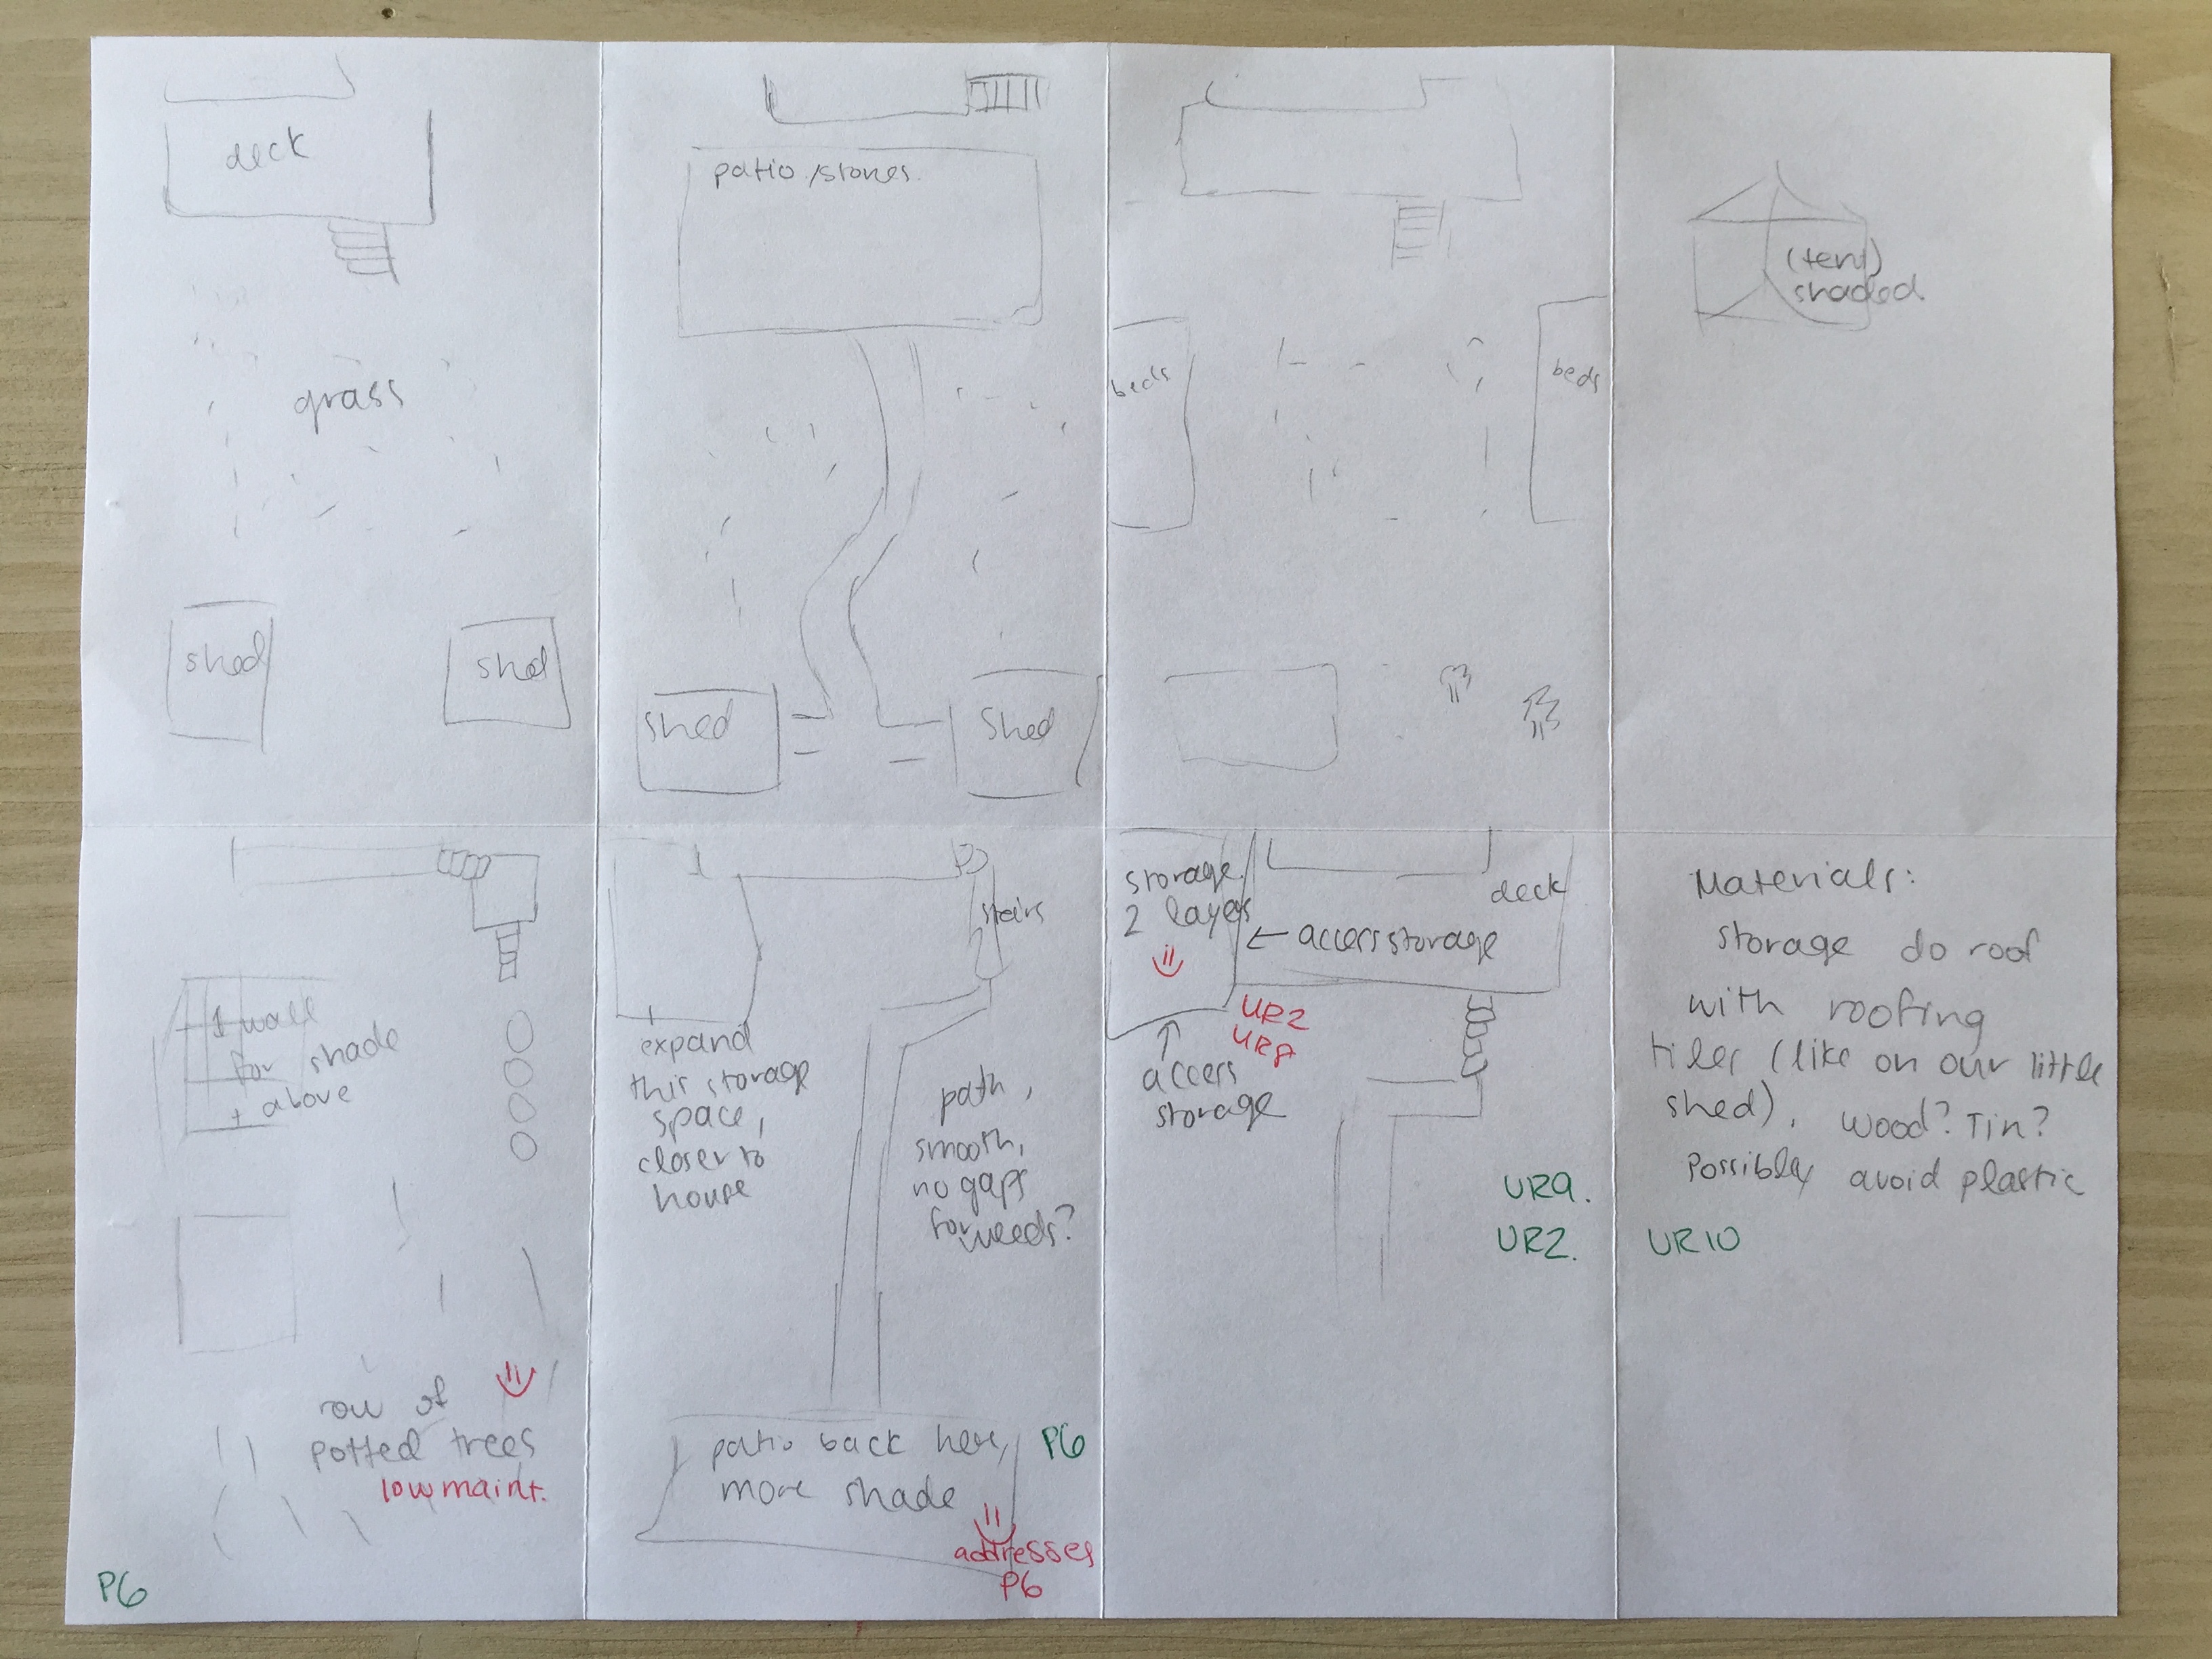 deck
grass
shed
shed
patio/stones
shed
shed
beds
beds
(tent)
shaded
1 wall
for shade
+ above
row of
potted trees
low maint.
P6
stairs
expand
this storage
space,
closer to
house
path,
smooth,
no gaps
for weeds?
patio back here,
more shade
P6
addresses
P6
storage
2 layers
deck
← access storage
UR2
access
storage
UR9.
UR2.
Materials:
storage do roof
with roofing
tiles (like on our little
shed). Wood? Tin?
Possibly avoid plastic
UR10